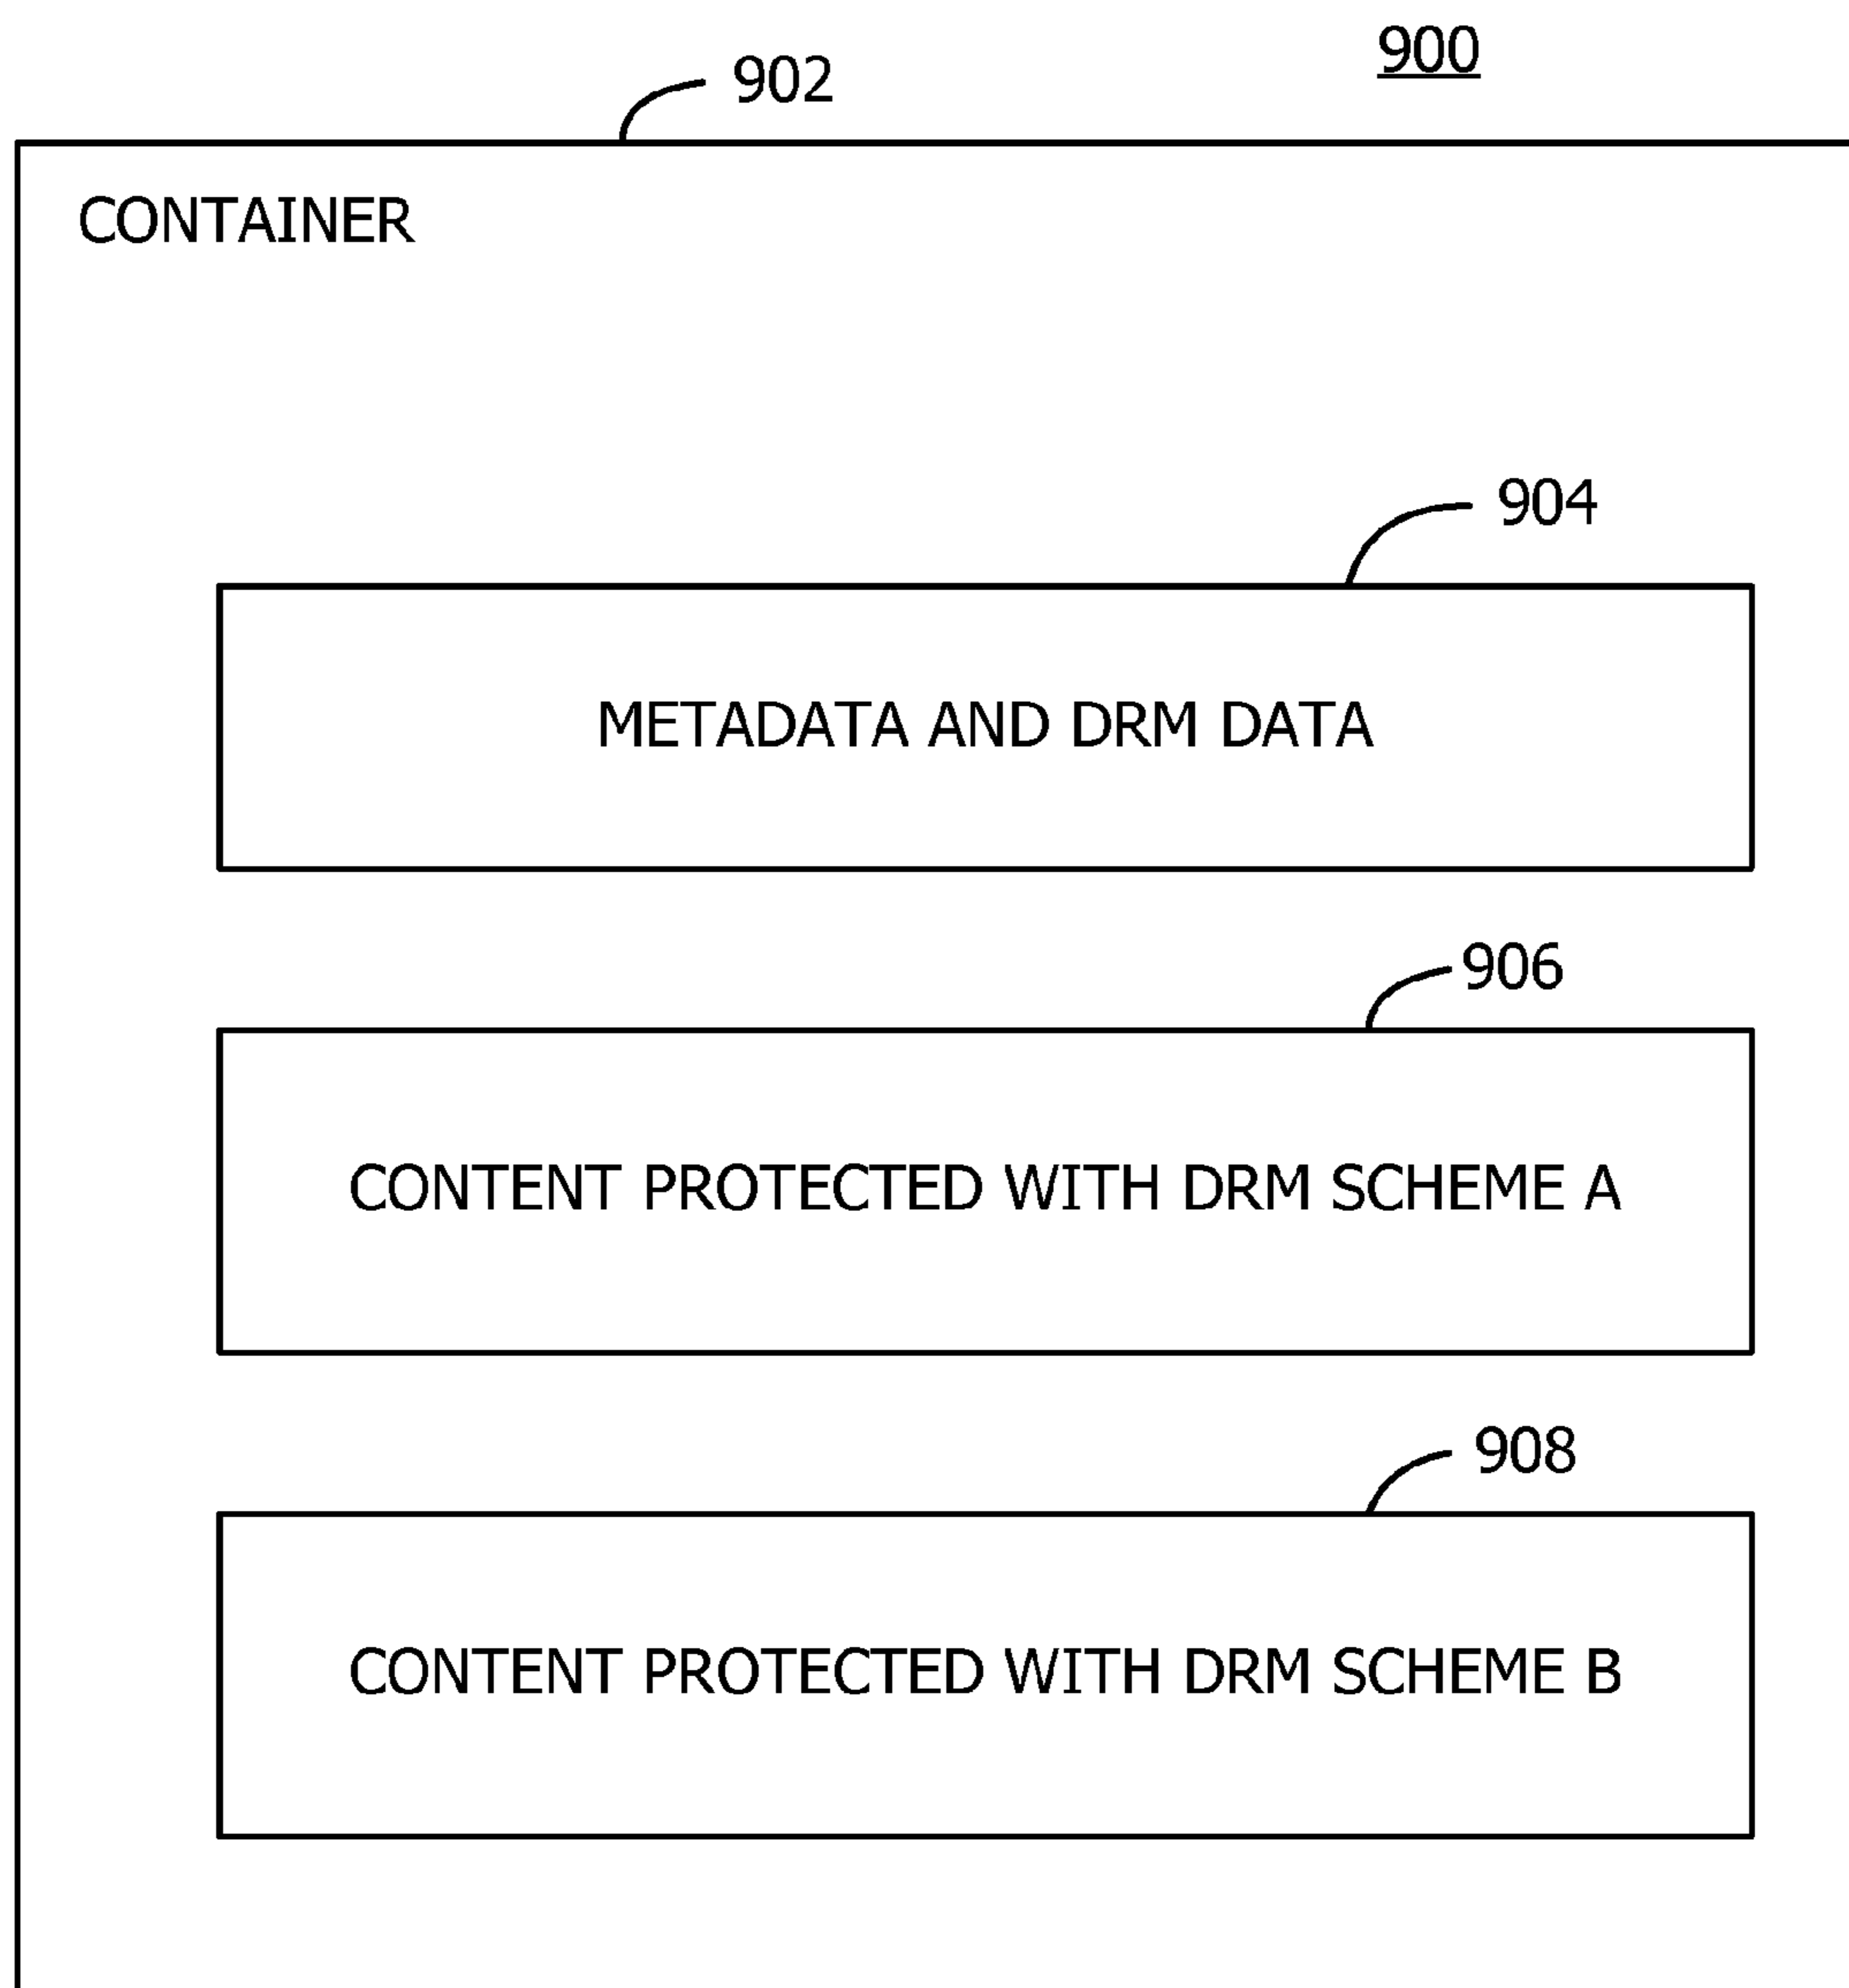 900
902
CONTAINER
904
METADATA AND DRM DATA
906
CONTENT PROTECTED WITH DRM SCHEME A
908
CONTENT PROTECTED WITH DRM SCHEME B